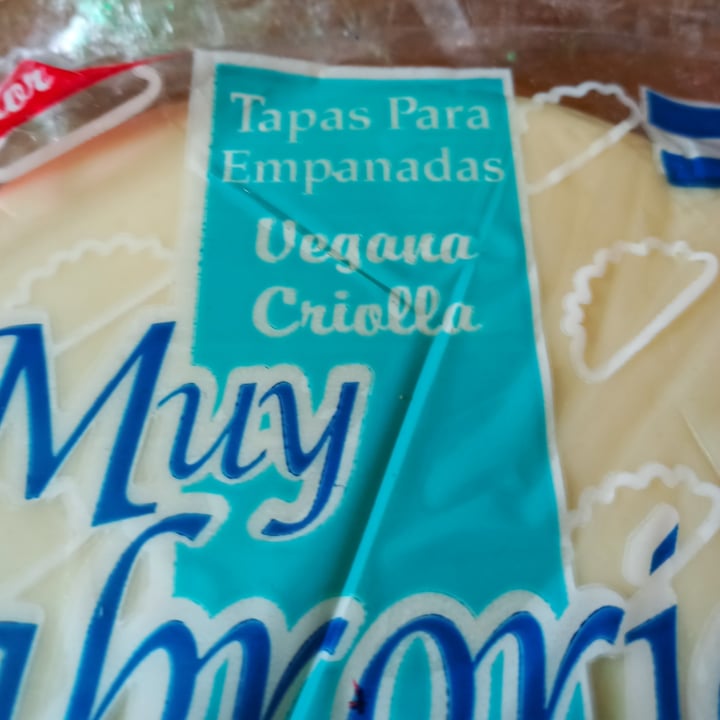 Tapas Para
Empanadas
Vegana
Criolla
Muy